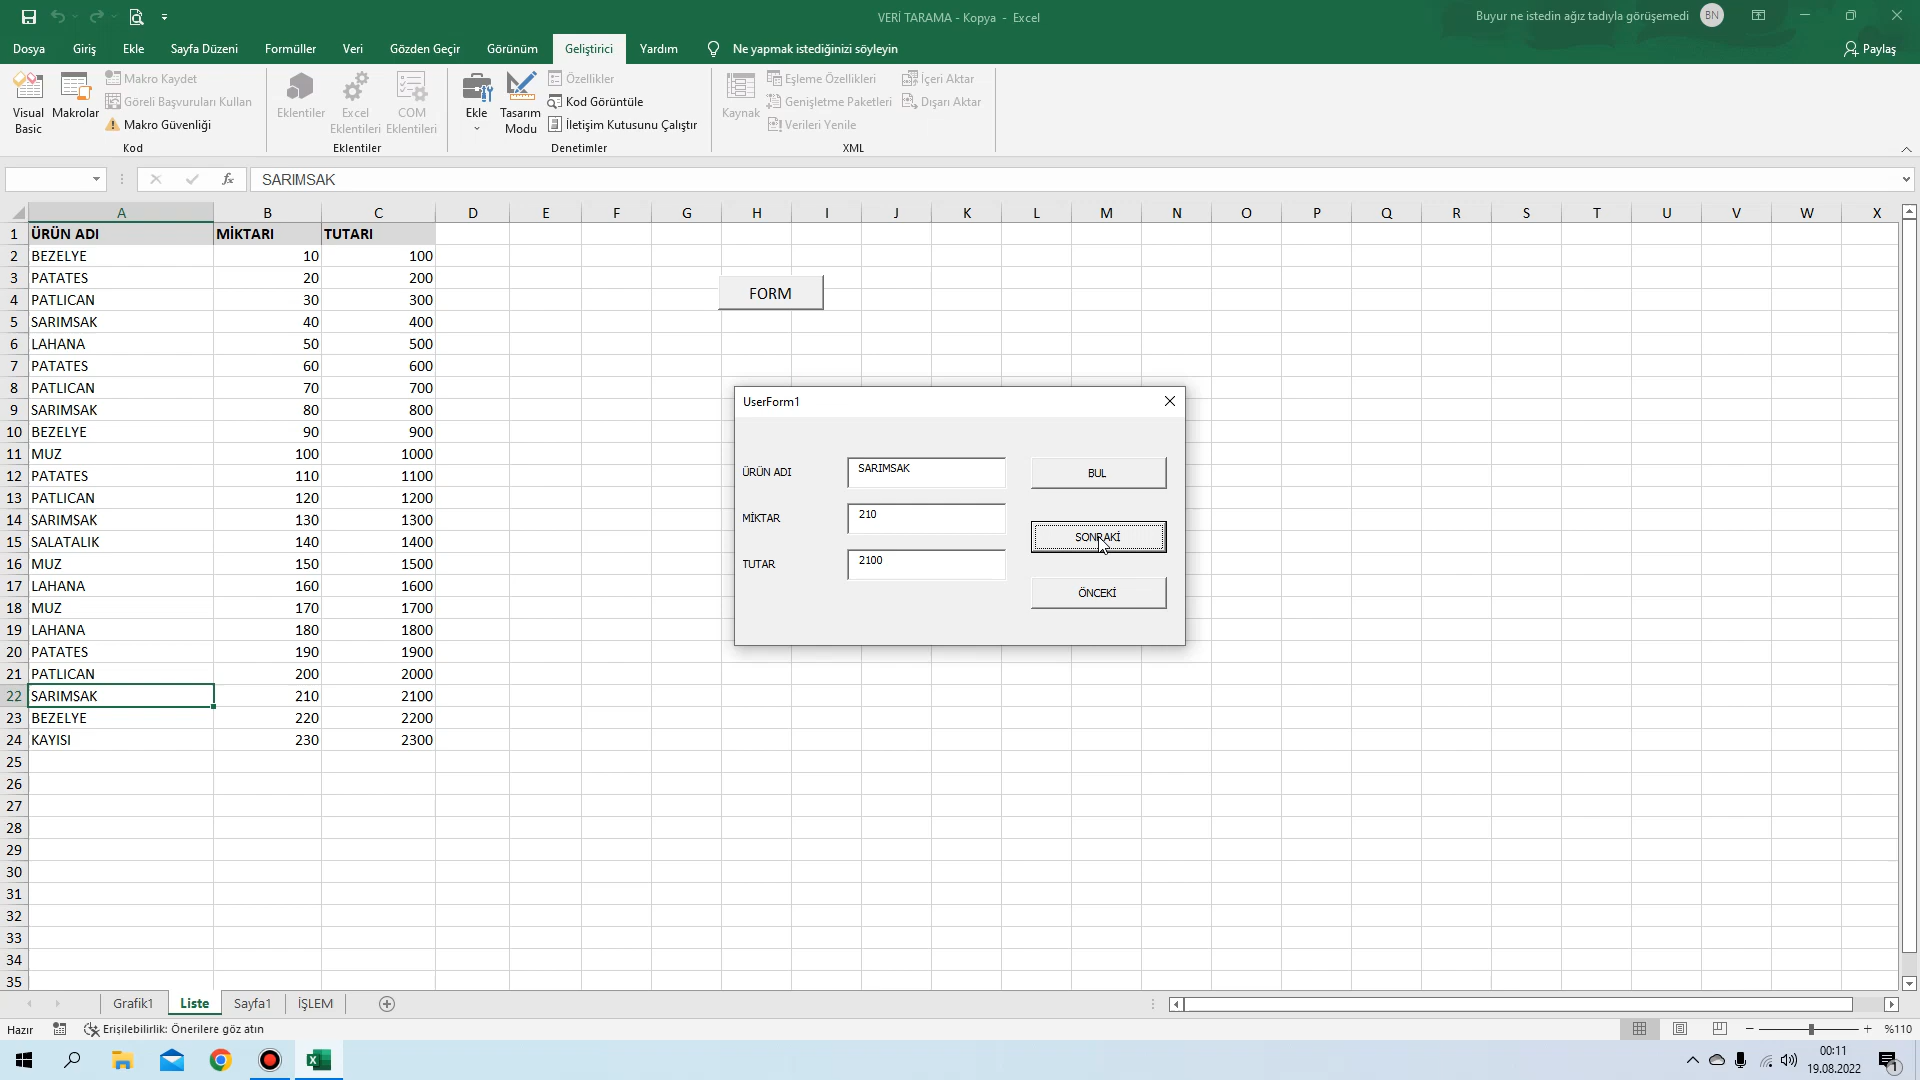 VERİ TARAMA - Kopya - Excel
Buyur ne istedin ağız tadıyla görüşemedi BN
Dosya Giriş Ekle Sayfa Düzeni Formüller Veri Gözden Geçir Görünüm Geliştirici Yardım Ne yapmak istediğinizi söyleyin Paylaş
Visual Basic
Makrolar
Makro Kaydet
Göreli Başvuruları Kullan
Makro Güvenliği
Kod
Eklentiler
Excel Eklentileri
COM Eklentileri
Eklentiler
Ekle
Tasarım Modu
Özellikler
Kod Görüntüle
İletişim Kutusunu Çalıştır
Denetimler
Kaynak
Eşleme Özellikleri
Genişletme Paketleri
Verileri Yenile
İçeri Aktar
Dışarı Aktar
XML
fx SARIMSAK
A B C D E F G H I J K L M N O P Q R S T U V W X
1 ÜRÜN ADI MİKTARI TUTARI
2 BEZELYE 10 100
3 PATATES 20 200
4 PATLICAN 30 300
5 SARIMSAK 40 400
6 LAHANA 50 500
7 PATATES 60 600
8 PATLICAN 70 700
9 SARIMSAK 80 800
10 BEZELYE 90 900
11 MUZ 100 1000
12 PATATES 110 1100
13 PATLICAN 120 1200
14 SARIMSAK 130 1300
15 SALATALIK 140 1400
16 MUZ 150 1500
17 LAHANA 160 1600
18 MUZ 170 1700
19 LAHANA 180 1800
20 PATATES 190 1900
21 PATLICAN 200 2000
22 SARIMSAK 210 2100
23 BEZELYE 220 2200
24 KAYISI 230 2300
25
26
27
28
29
30
31
32
33
34
35
FORM
UserForm1
ÜRÜN ADI SARIMSAK BUL
MİKTAR 210 SONRAKİ
TUTAR 2100
ÖNCEKİ
Grafik1 Liste Sayfa1 İŞLEM
Hazır Erişilebilirlik: Önerilere göz atın %110
00:11
19.08.2022
1